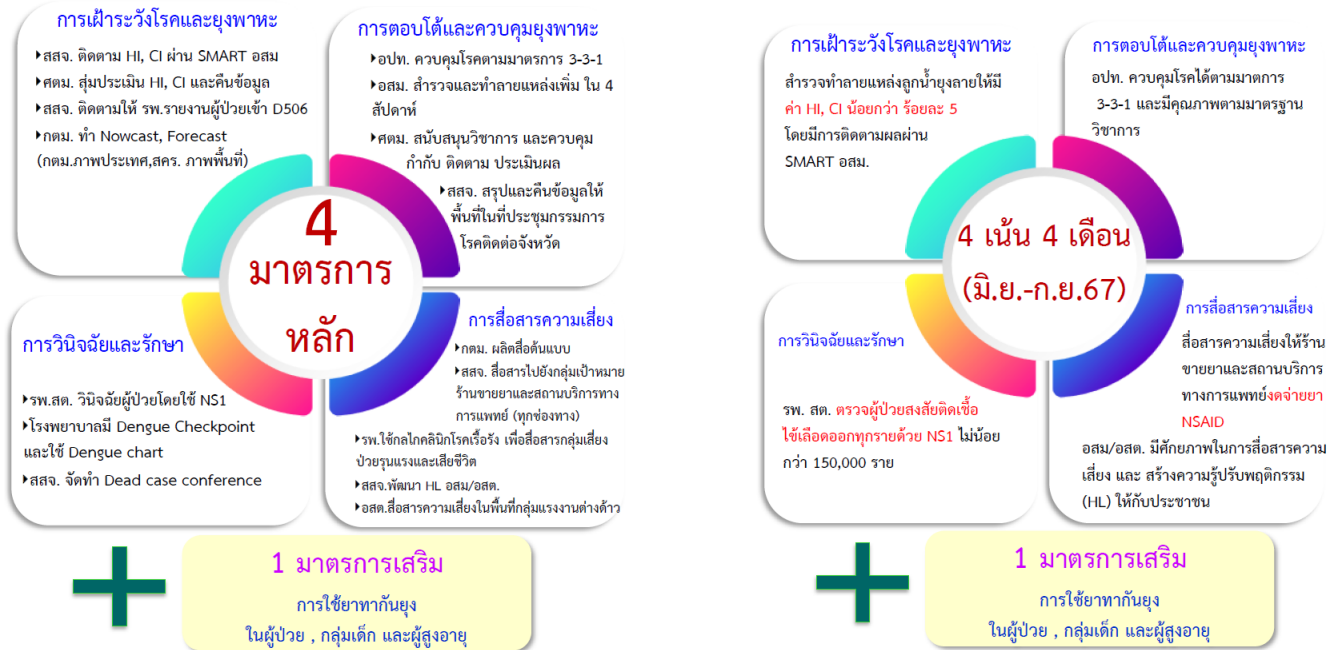 การเฝ้าระวังโรคและยุงพาหะ
‣สสจ. ติดตาม HI, CI ผ่าน SMART อสม
‣ศตม. สุ่มประเมิน HI, CI และคืนข้อมูล
‣สสจ. ติดตามให้ รพ.รายงานผู้ป่วยเข้า D506
‣กตม. ทำ Nowcast, Forecast
(กตม.ภาพประเทศ,สคร. ภาพพื้นที่)
การตอบโต้และควบคุมยุงพาหะ
‣อปท. ควบคุมโรคตามมาตรการ 3-3-1
‣อสม. สำรวจและทำลายแหล่งเพิ่ม ใน 4
สัปดาห์
‣ศตม. สนับสนุนวิชาการ และควบคุม
กำกับ ติดตาม ประเมินผล
‣สสจ. สรุปและคืนข้อมูลให้
พื้นที่ในที่ประชุมกรรมการ
โรคติดต่อจังหวัด
4
มาตรการ
หลัก
การวินิจฉัยและรักษา
‣รพ.สต. วินิจฉัยผู้ป่วยโดยใช้ NS1
‣โรงพยาบาลมี Dengue Checkpoint
และใช้ Dengue chart
‣สสจ. จัดทำ Dead case conference
การสื่อสารความเสี่ยง
‣กตม. ผลิตสื่อต้นแบบ
‣สสจ. สื่อสารไปยังกลุ่มเป้าหมาย
ร้านขายยาและสถานบริการทาง
การแพทย์ (ทุกช่องทาง)
‣รพ.ใช้กลไกคลินิกโรคเรื้อรัง เพื่อสื่อสารกลุ่มเสี่ยง
ป่วยรุนแรงและเสียชีวิต
‣สสจ.พัฒนา HL อสม/อสต.
‣อสต.สื่อสารความเสี่ยงในพื้นที่กลุ่มแรงงานต่างด้าว
1 มาตรการเสริม
การใช้ยาทากันยุง
ในผู้ป่วย , กลุ่มเด็ก และผู้สูงอายุ
การเฝ้าระวังโรคและยุงพาหะ
สำรวจทำลายแหล่งลูกน้ำยุงลายให้มี
ค่า HI, CI น้อยกว่า ร้อยละ 5
โดยมีการติดตามผลผ่าน
SMART อสม.
การตอบโต้และควบคุมยุงพาหะ
อปท. ควบคุมโรคได้ตามมาตการ
3-3-1 และมีคุณภาพตามมาตรฐาน
วิชาการ
4 เน้น 4 เดือน
(มิ.ย.-ก.ย.67)
การวินิจฉัยและรักษา
รพ. สต. ตรวจผู้ป่วยสงสัยติดเชื้อ
ไข้เลือดออกทุกรายด้วย NS1 ไม่น้อย
กว่า 150,000 ราย
การสื่อสารความเสี่ยง
สื่อสารความเสี่ยงให้ร้าน
ขายยาและสถานบริการ
ทางการแพทย์งดจ่ายยา
NSAID
อสม/อสต. มีศักยภาพในการสื่อสารความ
เสี่ยง และ สร้างความรู้ปรับพฤติกรรม
(HL) ให้กับประชาชน
1 มาตรการเสริม
การใช้ยาทากันยุง
ในผู้ป่วย , กลุ่มเด็ก และผู้สูงอายุ